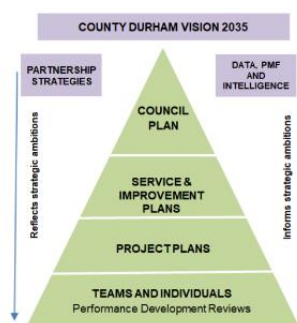 COUNTY DURHAM VISION 2035
PARTNERSHIP
STRATEGIES
DATA, PMF
AND
INTELLIGENCE
COUNCIL
PLAN
SERVICE &
IMPROVEMENT
PLANS
PROJECT PLANS
TEAMS AND INDIVIDUALS
Performance Development Reviews
Reflects strategic ambitions
Informs strategic ambitions